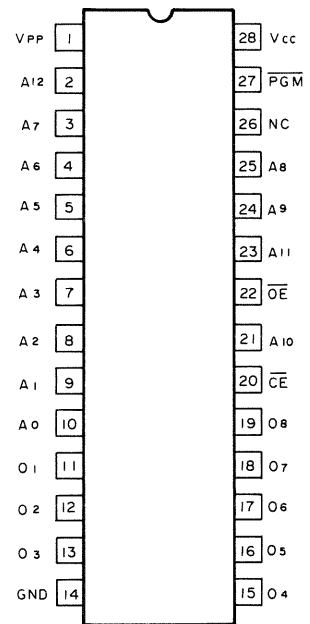 VPP 1 28 VCC
A12 2 27 PGM
A7 3 26 NC
A6 4 25 A8
A5 5 24 A9
A4 6 23 A11
A3 7 22 OE
A2 8 21 A10
A1 9 20 CE
A0 10 19 O8
O1 11 18 O7
O2 12 17 O6
O3 13 16 O5
GND 14 15 O4